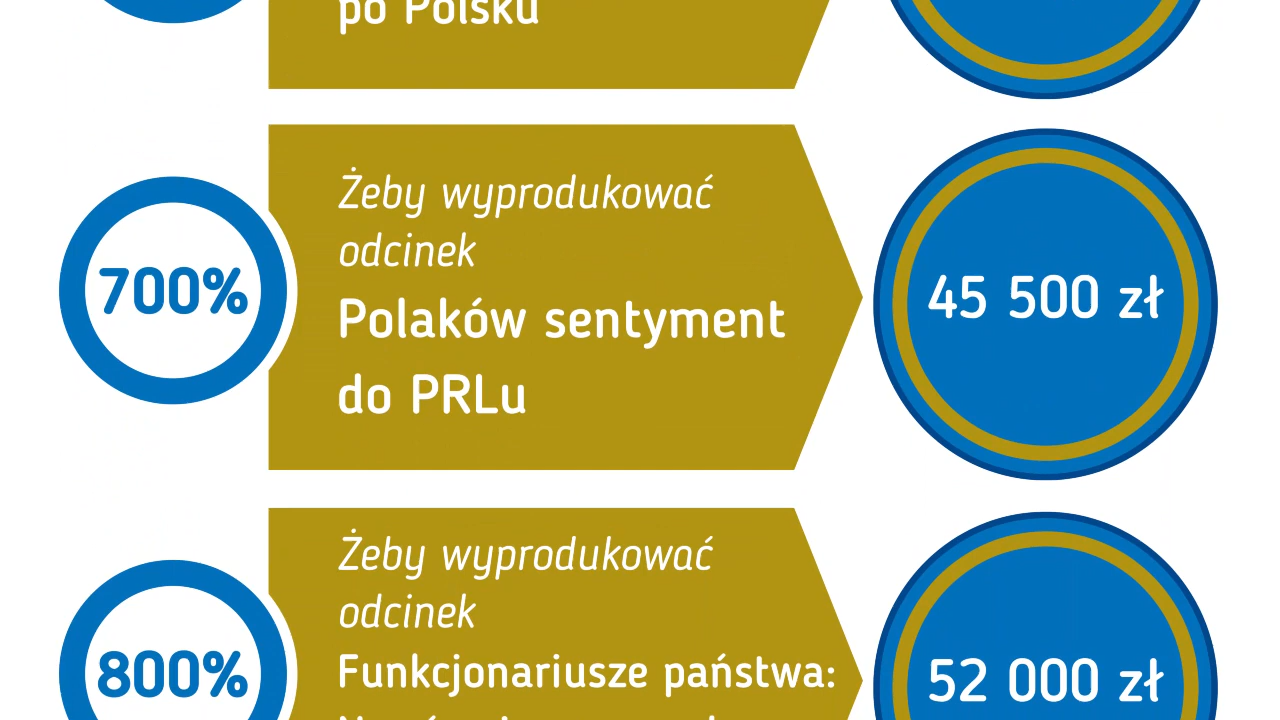 po Polsku
700%
Żeby wyprodukować
odcinek
Polaków sentyment
do PRLu
45 500 zł
800%
Żeby wyprodukować
odcinek
Funkcjonariusze państwa:
52 000 zł